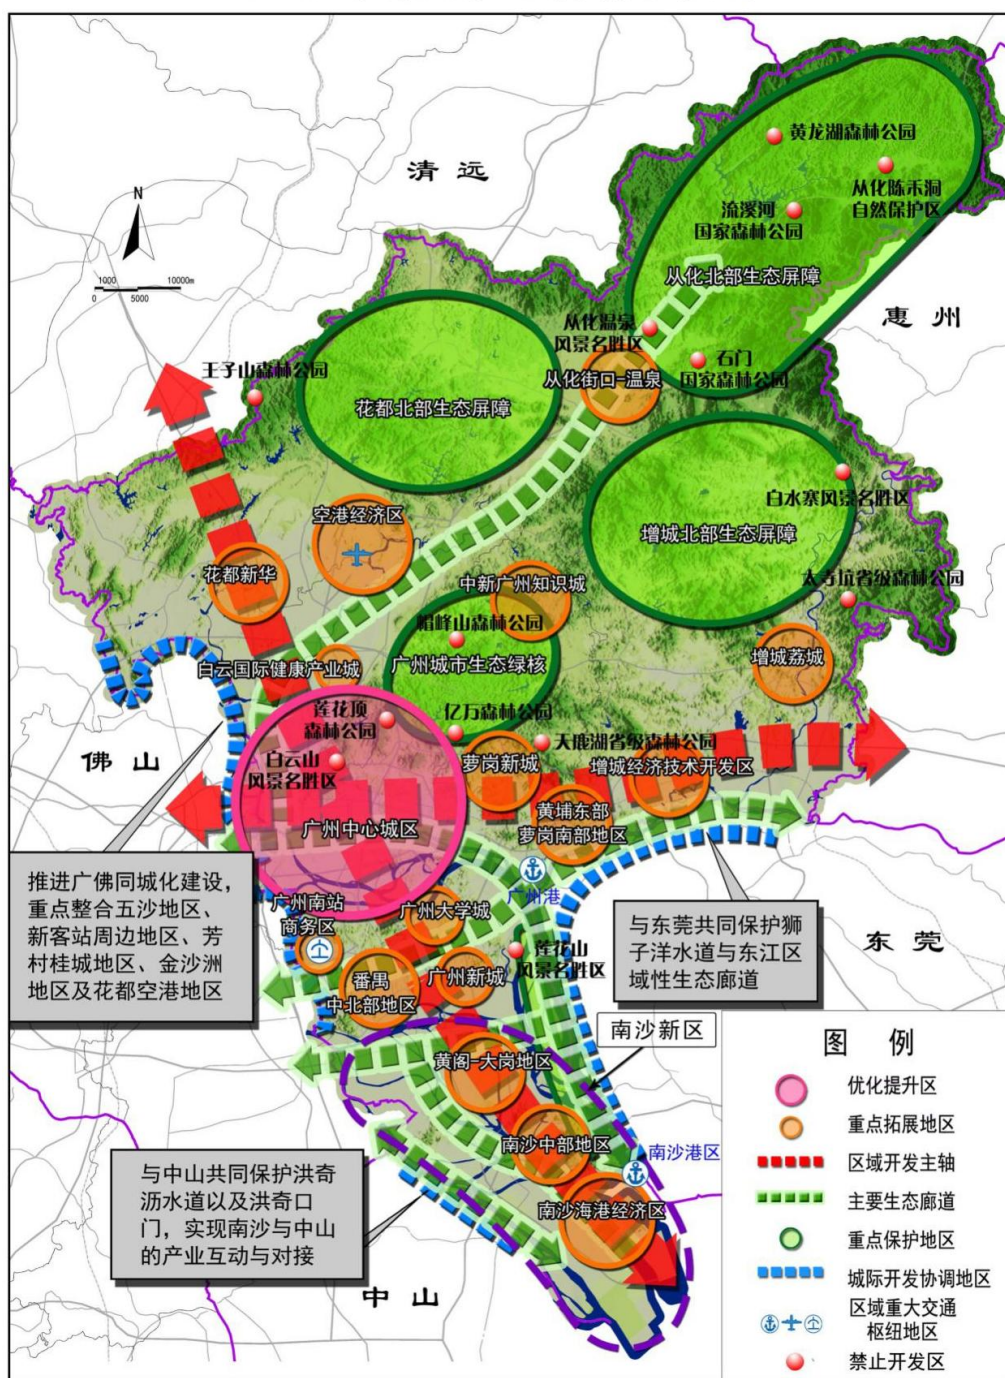 清远
黄龙湖森林公园
从化陈禾洞
自然保护区
流溪河
国家森林公园
N
1000
10000m
0
5000
从化北部生态屏障
惠州
从化温泉
风景名胜区
石门
国家森林公园
王子山森林公园
从化街口-温泉
花都北部生态屏障
白水寨风景名胜区
空港经济区
增城北部生态屏障
花都新华
中新广州知识城
太寺坑省级森林公园
帽峰山森林公园
白云国际健康产业城
广州城市生态绿核
增城荔城
莲花顶
森林公园
亿万森林公园
佛山
白云山
风景名胜区
天鹿湖省级森林公园
萝岗新城
增城经济技术开发区
广州中心城区
黄埔东部
萝岗南部地区
推进广佛同城化建设，
重点整合五沙地区、
新客站周边地区、芳
村桂城地区、金沙洲
地区及花都空港地区
广州港
广州南站
商务区
广州大学城
与东莞共同保护狮
子洋水道与东江区
域性生态廊道
东莞
莲花山
风景名胜区
番禺
中北部地区
广州新城
南沙新区
黄阁-大岗地区
南沙中部地区
南沙港区
与中山共同保护洪奇
沥水道以及洪奇口
门，实现南沙与中山
的产业互动与对接
南沙海港经济区
中山
图例
优化提升区
重点拓展地区
区域开发主轴
主要生态廊道
重点保护地区
城际开发协调地区
区域重大交通
枢纽地区
禁止开发区